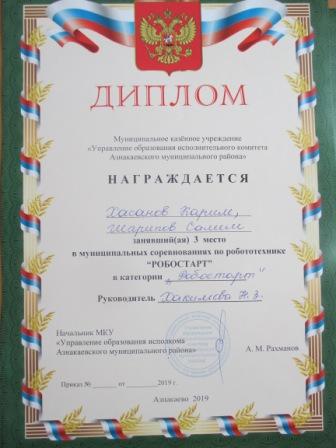 ДИПЛОМ
Муниципальное казённое учреждение
«Управление образования исполнительного комитета
Азнакаевского муниципального района»
НАГРАЖДАЕТСЯ
Хасанов Карим,
Шарипов Салим
занявший(ая) 3 место
в муниципальных соревнованиях по робототехнике
"РОБОСТАРТ"
в категории „Робостарт"
Руководитель Хакимова Н.З.
Начальник МКУ
«Управление образования исполкома
Азнакаевского муниципального района»
А. М. Рахманов
Приказ № ______ от ________2019 г.
Азнакаево 2019